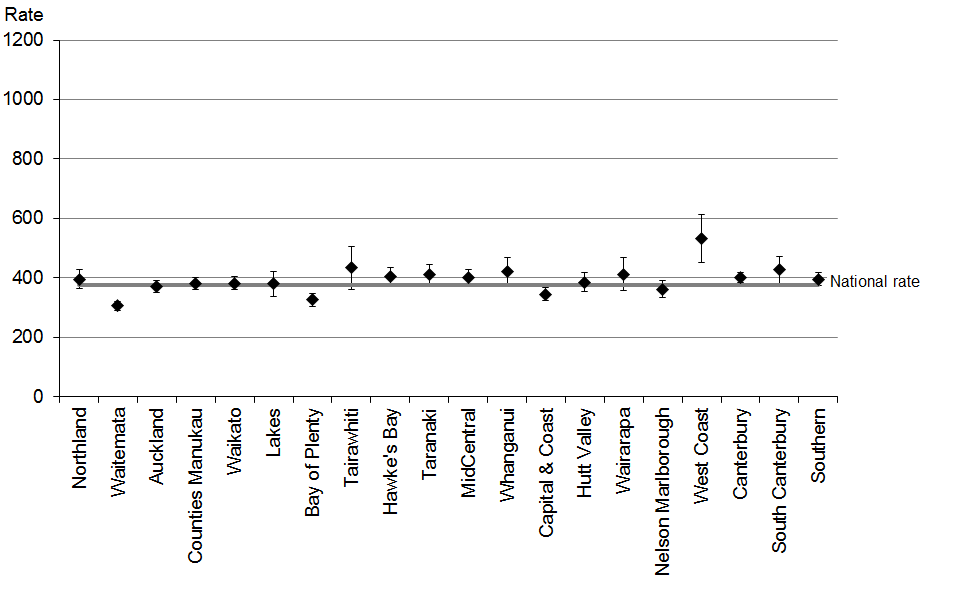 Rate
1200
1000
800
600
400
200
0
National rate
Northland
Waitemata
Auckland
Counties Manukau
Waikato
Lakes
Bay of Plenty
Tairawhiti
Hawke's Bay
Taranaki
MidCentral
Whanganui
Capital & Coast
Hutt Valley
Wairarapa
Nelson Marlborough
West Coast
Canterbury
South Canterbury
Southern